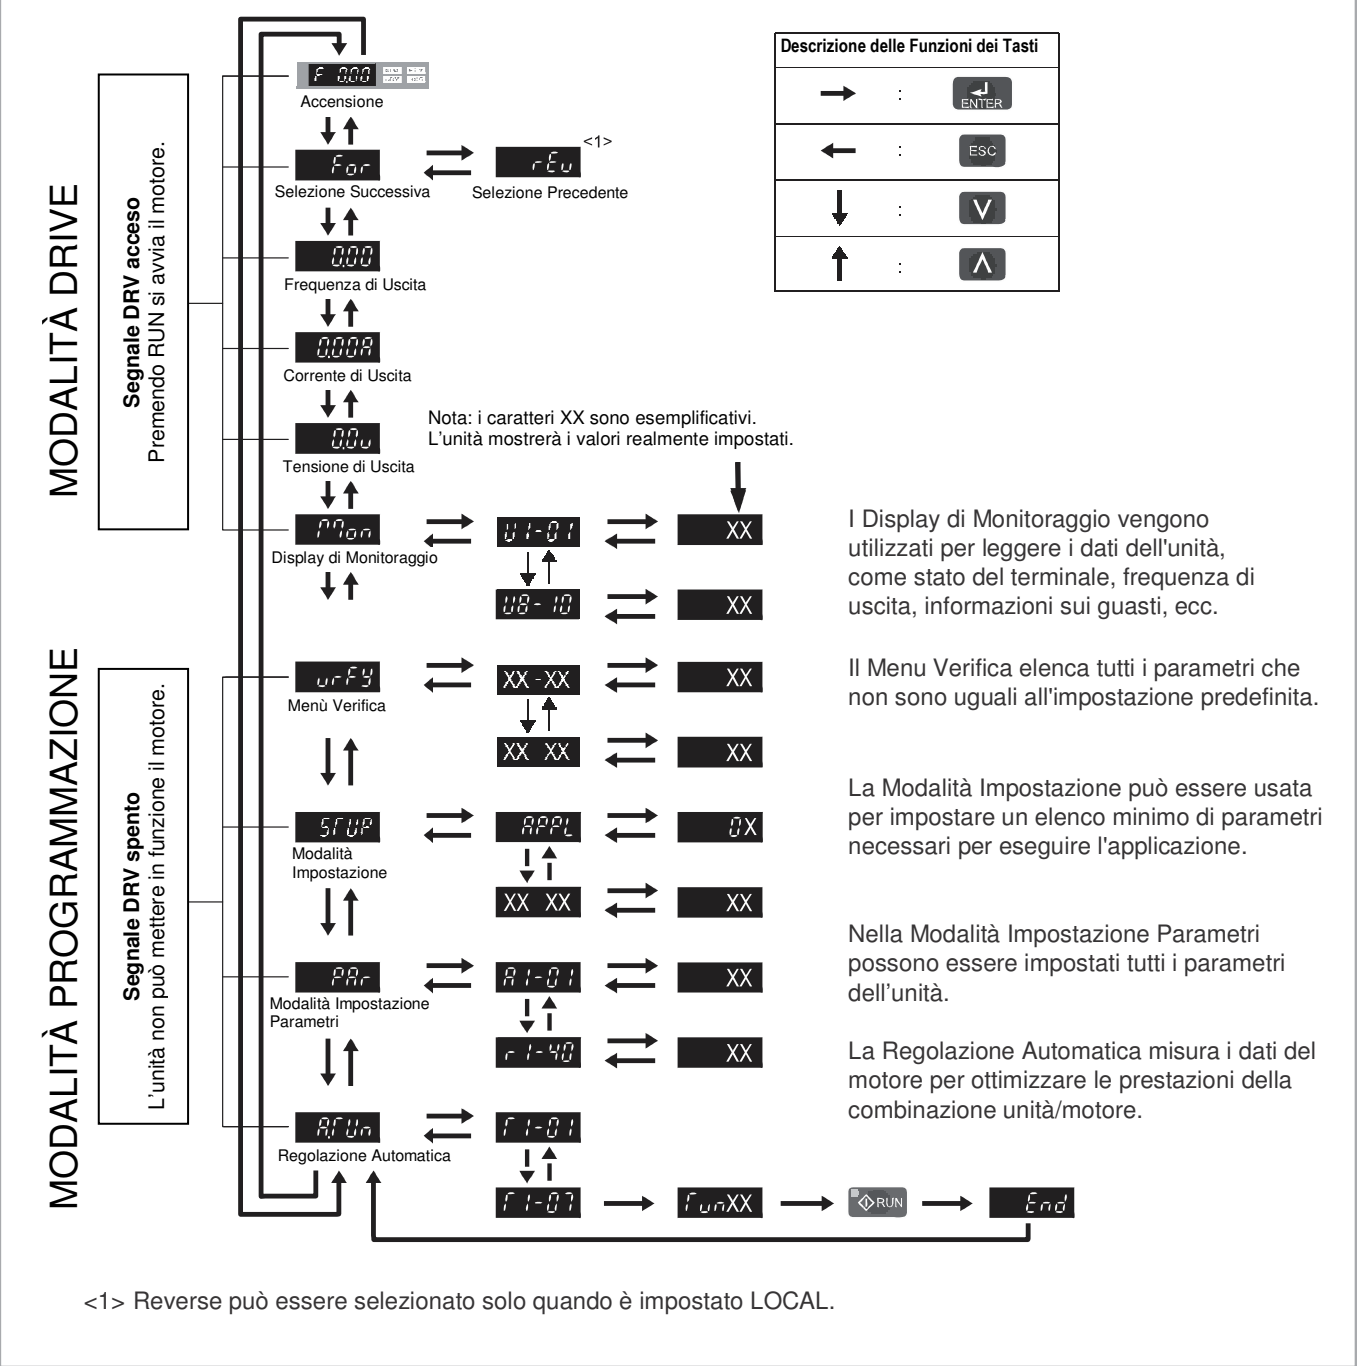 Descrizione delle Funzioni dei Tasti
: ENTER
: ESC
: V
: Λ
MODALITÀ DRIVE
Segnale DRV acceso
Premendo RUN si avvia il motore.
F 0.00
Accensione
For
rEv <1>
Selezione Successiva
Selezione Precedente
0.00
Frequenza di Uscita
0.00A
Corrente di Uscita
0.0v
Tensione di Uscita
Nota: i caratteri XX sono esemplificativi.
L'unità mostrerà i valori realmente impostati.
Mon
U1-01
XX
Display di Monitoraggio
U8-10
XX
I Display di Monitoraggio vengono
utilizzati per leggere i dati dell'unità,
come stato del terminale, frequenza di
uscita, informazioni sui guasti, ecc.
MODALITÀ PROGRAMMAZIONE
Segnale DRV spento
L'unità non può mettere in funzione il motore.
vrFY
XX-XX
XX
Menù Verifica
XX XX
XX
Il Menu Verifica elenca tutti i parametri che
non sono uguali all'impostazione predefinita.
STUP
APPL
0X
Modalità
Impostazione
XX XX
XX
La Modalità Impostazione può essere usata
per impostare un elenco minimo di parametri
necessari per eseguire l'applicazione.
PAr
A1-01
XX
Modalità Impostazione
Parametri
r1-40
XX
Nella Modalità Impostazione Parametri
possono essere impostati tutti i parametri
dell'unità.
A.TUn
T1-01
Regolazione Automatica
T1-07
TunXX
RUN
End
La Regolazione Automatica misura i dati del
motore per ottimizzare le prestazioni della
combinazione unità/motore.
<1> Reverse può essere selezionato solo quando è impostato LOCAL.